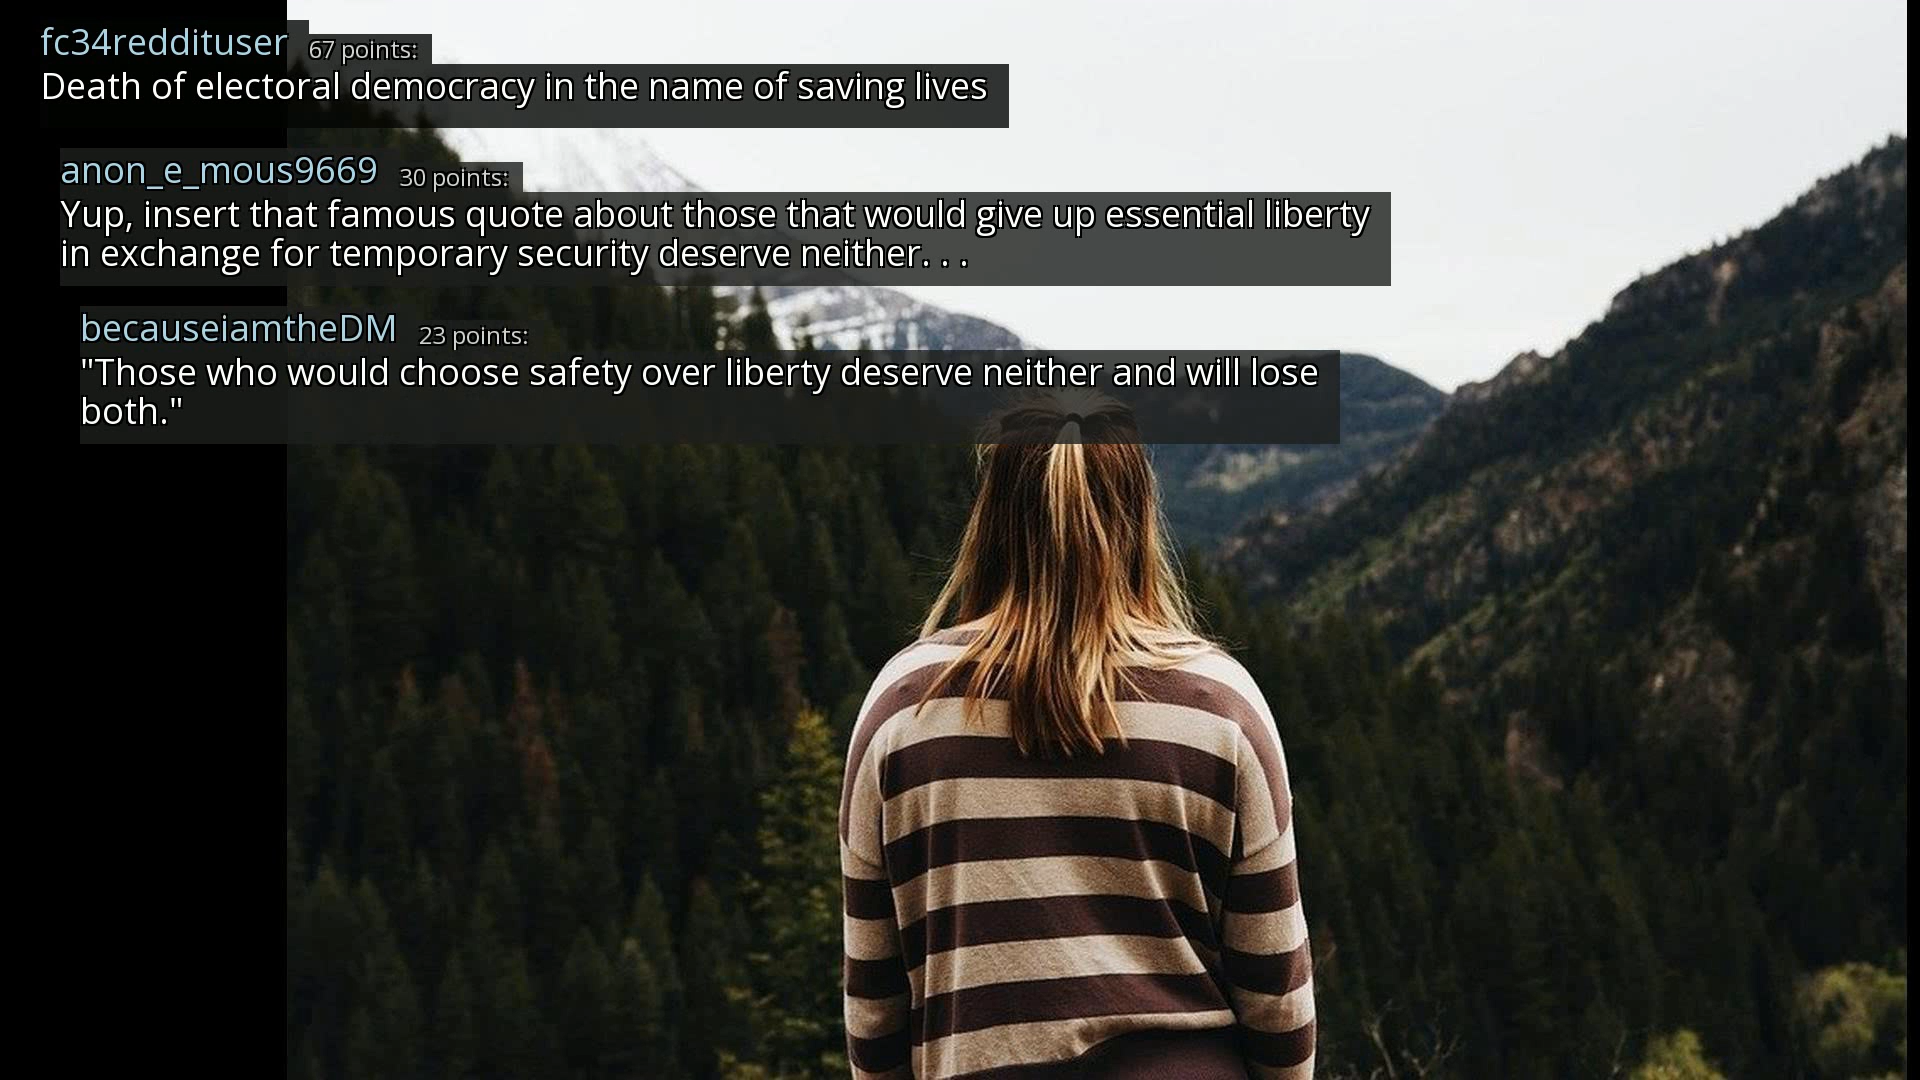 fc34reddituser 67 points:
Death of electoral democracy in the name of saving lives
anon_e_mous9669 30 points:
Yup, insert that famous quote about those that would give up essential liberty
in exchange for temporary security deserve neither. . .
becauseiamtheDM 23 points:
"Those who would choose safety over liberty deserve neither and will lose
both."